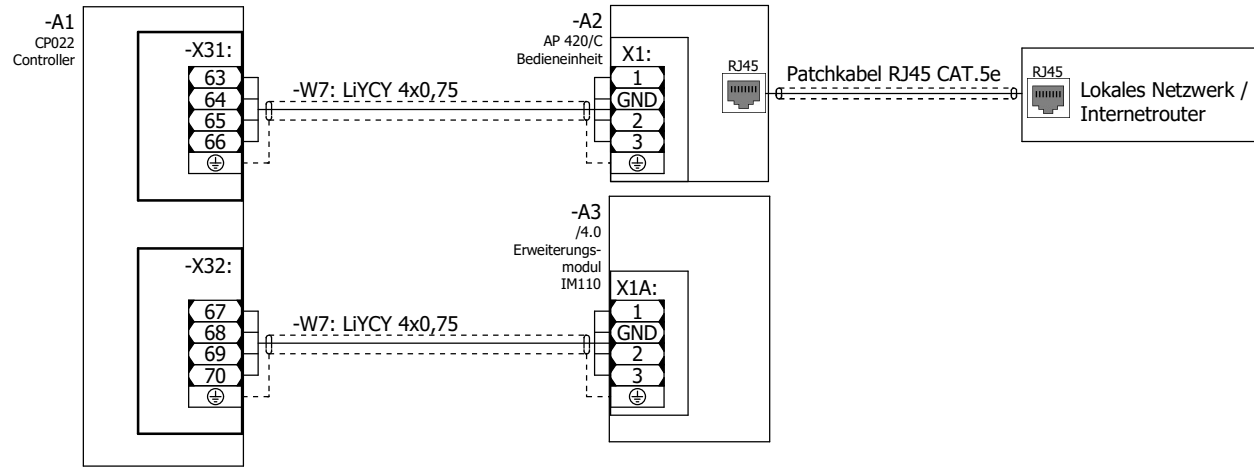 -A1
CP022
Controller
-X31:
63
64
65
66
-W7: LiYCY 4x0,75
-A2
AP 420/C
Bedieneinheit
X1:
1
GND
2
3
RJ45
Patchkabel RJ45 CAT.5e
RJ45
Lokales Netzwerk /
Internetrouter
-X32:
67
68
69
70
-W7: LiYCY 4x0,75
-A3
/4.0
Erweiterungs-
modul
IM110
X1A:
1
GND
2
3